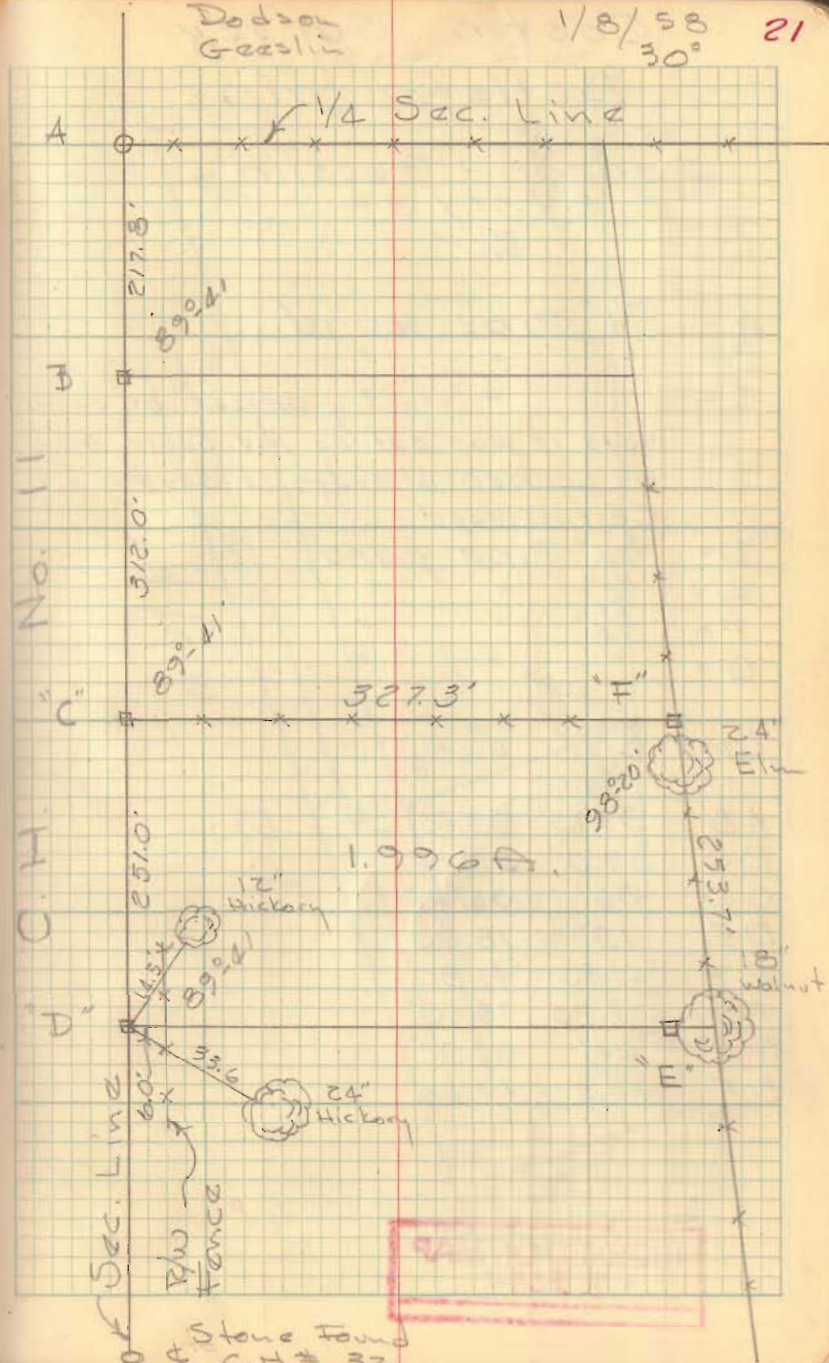 Dodson
Geeslin
1/8/58
30°
21
A
1/4 Sec. Line
217.8'
89°-41'
B
C.H. No. 11
312.0'
89°-41'
"C"
327.3'
"F"
24"
Elm
98°-20'
251.0'
1.996 A.
253.7'
12"
Hickory
14.5'
89°-41'
18"
Walnut
"D"
"E"
33.6
6.0'
24"
Hickory
Sec. Line
R/W
Fence
Stone Found